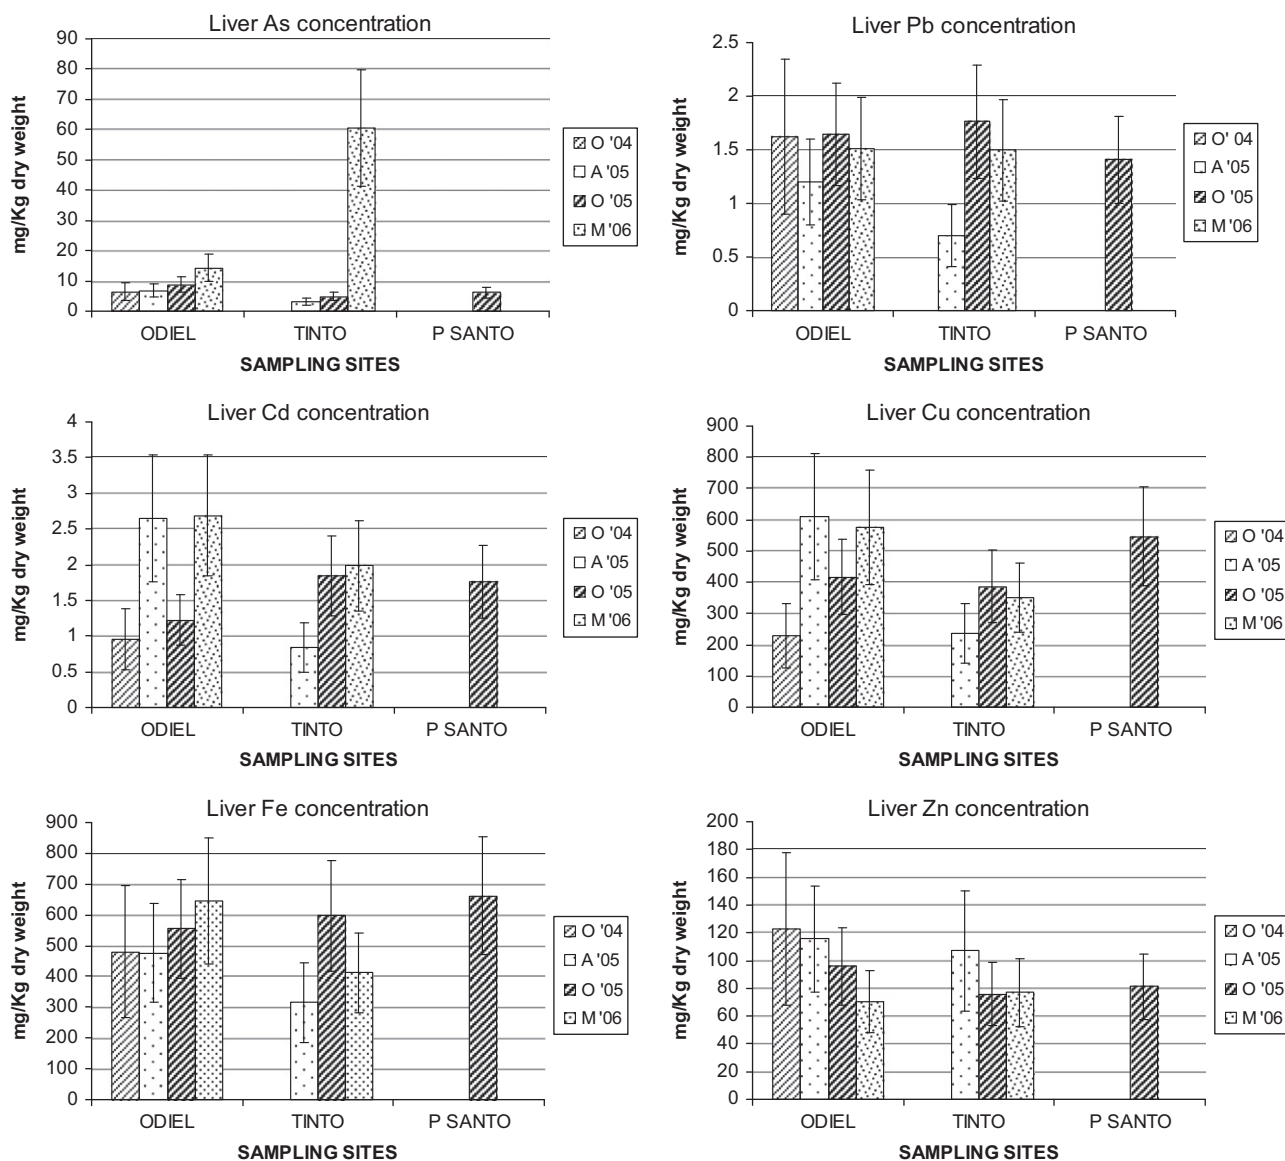 Liver As concentration
mg/Kg dry weight
90
80
70
60
50
40
30
20
10
0
ODIEL TINTO P SANTO
SAMPLING SITES
O '04
A '05
O '05
M '06
Liver Pb concentration
mg/Kg dry weight
2.5
2
1.5
1
0.5
0
ODIEL TINTO P SANTO
SAMPLING SITES
O' 04
A '05
O '05
M '06
Liver Cd concentration
mg/Kg dry weight
4
3.5
3
2.5
2
1.5
1
0.5
0
ODIEL TINTO P SANTO
SAMPLING SITES
O '04
A '05
O '05
M '06
Liver Cu concentration
mg/Kg dry weight
900
800
700
600
500
400
300
200
100
0
ODIEL TINTO P SANTO
SAMPLING SITES
O '04
A '05
O '05
M '06
Liver Fe concentration
mg/Kg dry weight
900
800
700
600
500
400
300
200
100
0
ODIEL TINTO P SANTO
SAMPLING SITES
O '04
A '05
O '05
M '06
Liver Zn concentration
mg/Kg dry weight
200
180
160
140
120
100
80
60
40
20
0
ODIEL TINTO P SANTO
SAMPLING SITES
O '04
A '05
O '05
M '06